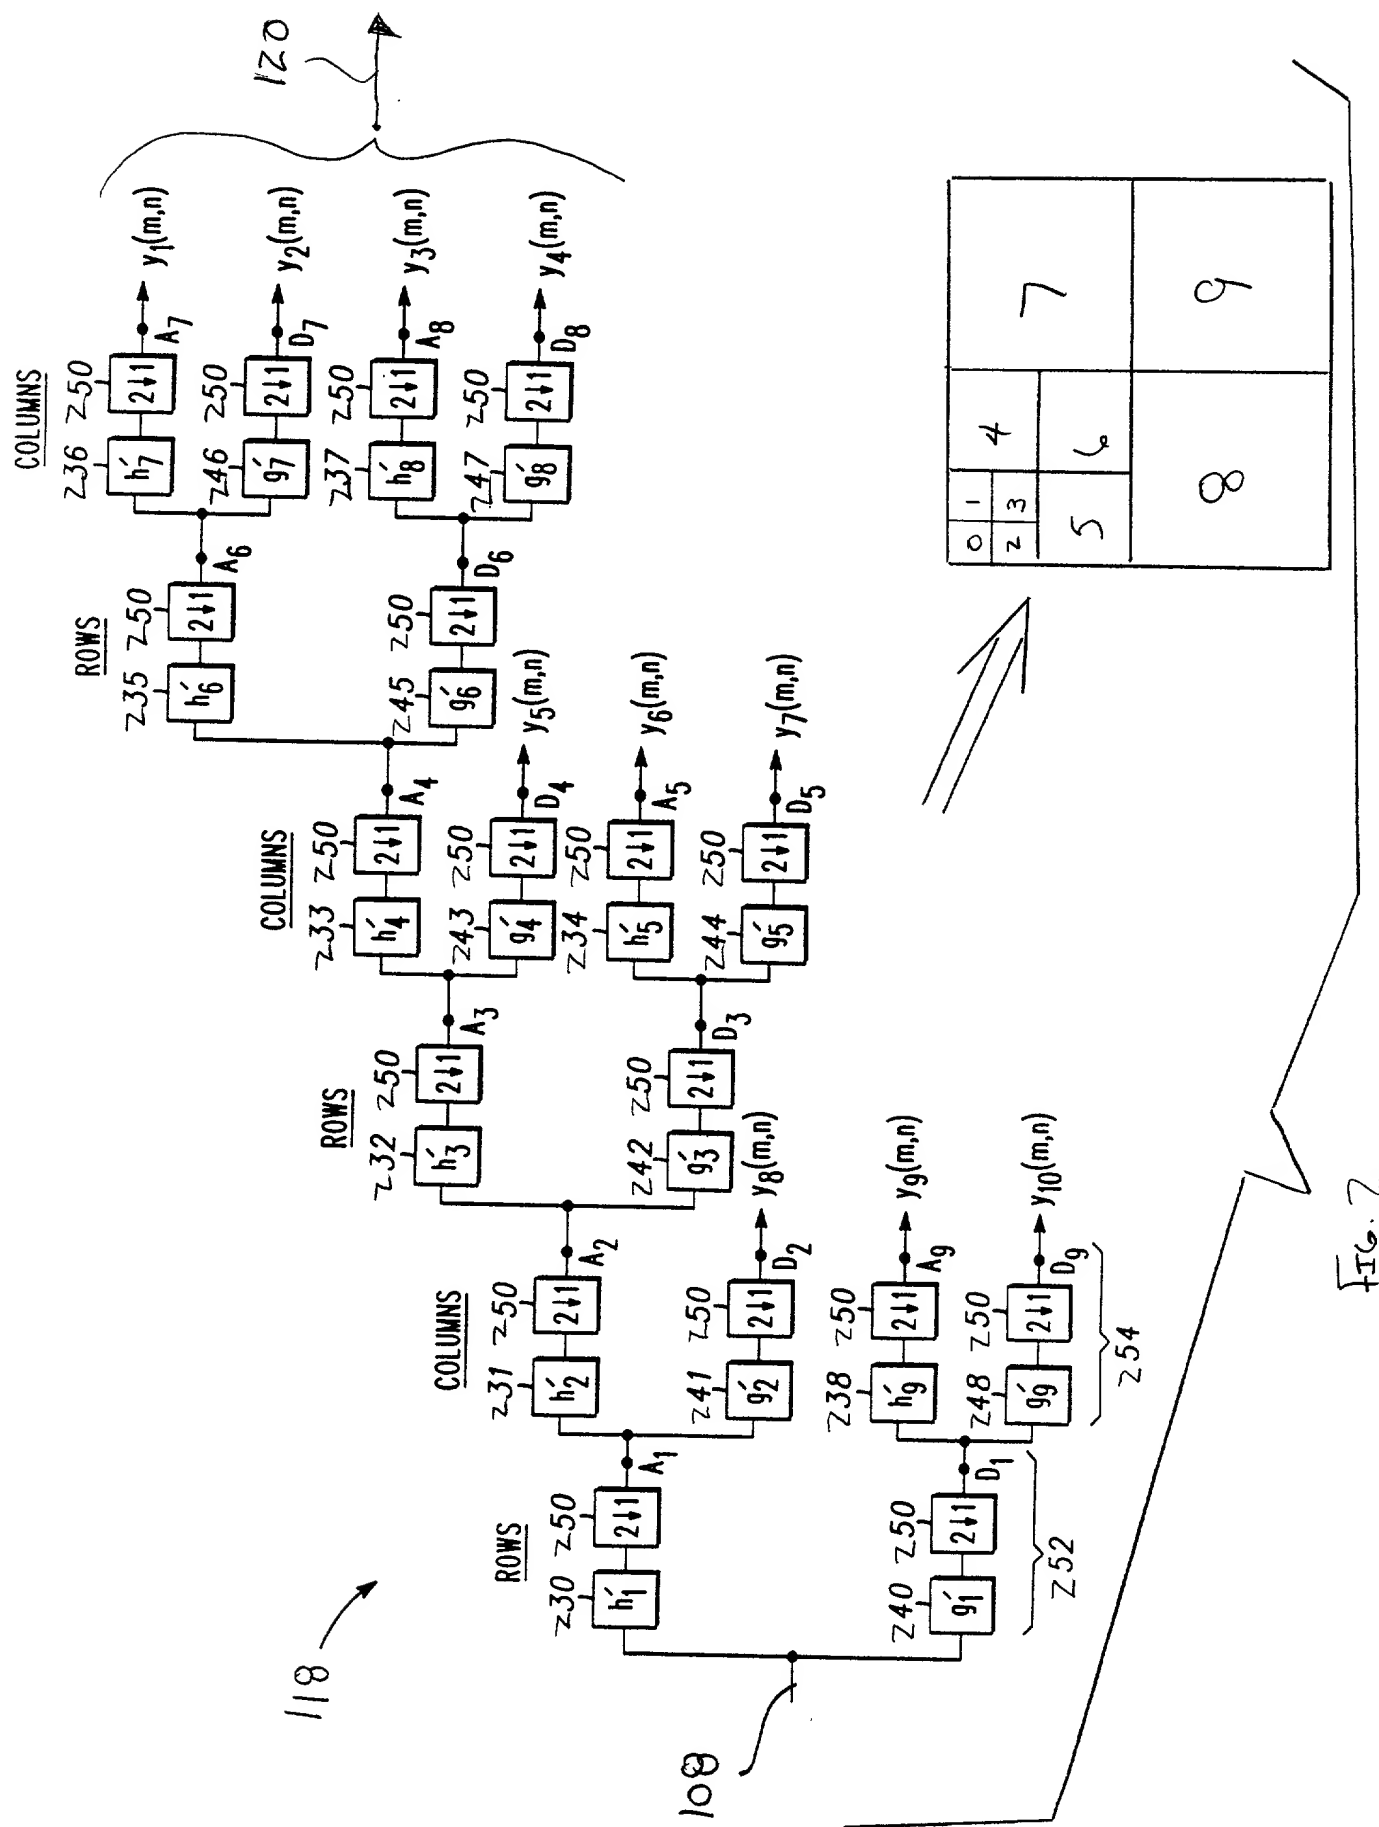 118
108
120
ROWS
COLUMNS
ROWS
COLUMNS
ROWS
COLUMNS
230 250
h′1 2↓1 A1
240 250
g′1 2↓1 D1
252
231 250
h′2 2↓1 A2
241 250
g′2 2↓1 D2 y8(m,n)
238 250
h′9 2↓1 A9 y9(m,n)
248 250
g′9 2↓1 D9 y10(m,n)
254
232 250
h′3 2↓1 A3
242 250
g′3 2↓1 D3
233 250
h′4 2↓1 A4
243 250
g′4 2↓1 D4 y5(m,n)
234 250
h′5 2↓1 A5 y6(m,n)
244 250
g′5 2↓1 D5 y7(m,n)
235 250
h′6 2↓1 A6
245 250
g′6 2↓1 D6
236 250
h′7 2↓1 A7 y1(m,n)
246 250
g′7 2↓1 D7 y2(m,n)
237 250
h′8 2↓1 A8 y3(m,n)
247 250
g′8 2↓1 D8 y4(m,n)
0 1 4 7
2 3
5 6
8 9
FIG. 7